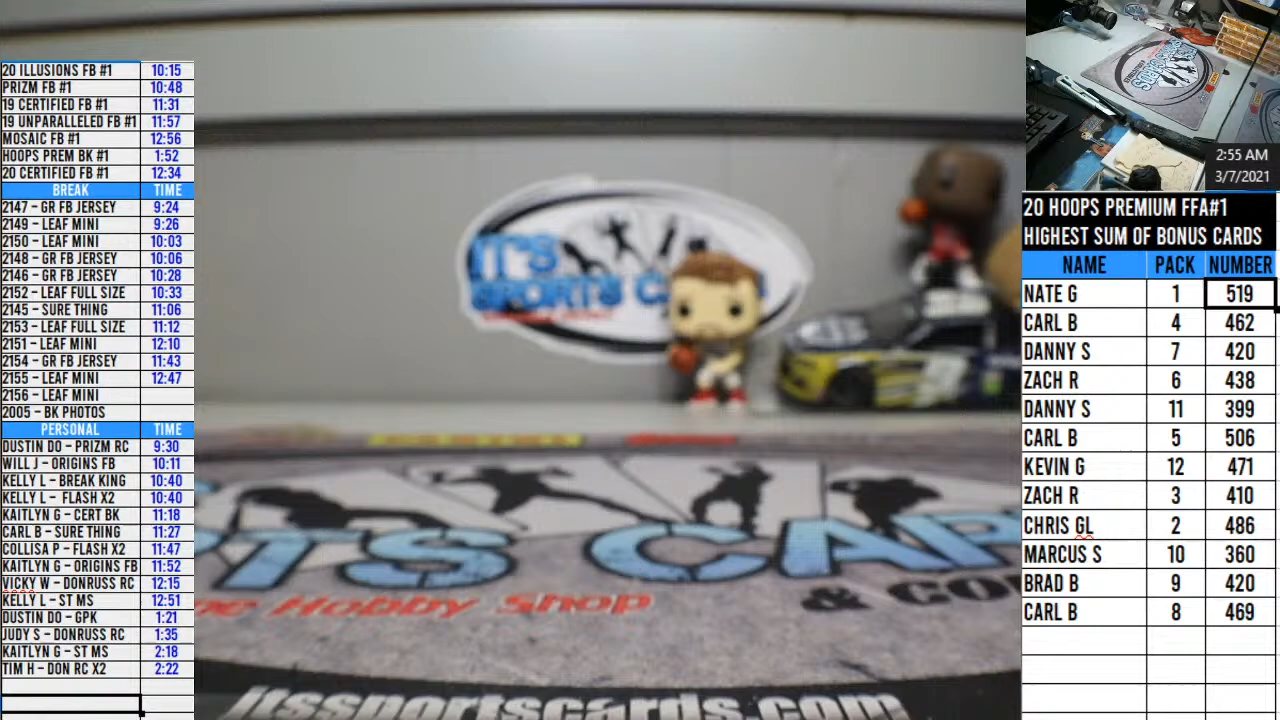 20 ILLUSIONS FB #1 10:15
PRIZM FB #1 10:48
19 CERTIFIED FB #1 11:31
19 UNPARALLELED FB #1 11:57
MOSAIC FB #1 12:56
HOOPS PREM BK #1 1:52
20 CERTIFIED FB #1 12:34
BREAK TIME
2147 – GR FB JERSEY 9:24
2149 – LEAF MINI 9:26
2150 – LEAF MINI 10:03
2148 – GR FB JERSEY 10:06
2146 – GR FB JERSEY 10:28
2152 – LEAF FULL SIZE 10:33
2145 – SURE THING 11:06
2153 – LEAF FULL SIZE 11:12
2151 – LEAF MINI 12:10
2154 – GR FB JERSEY 11:43
2155 – LEAF MINI 12:47
2156 – LEAF MINI
2005 – BK PHOTOS
PERSONAL TIME
DUSTIN DO – PRIZM RC 9:30
WILL J – ORIGINS FB 10:11
KELLY L – BREAK KING 10:40
KELLY L – FLASH X2 10:40
KAITLYN G – CERT BK 11:18
CARL B – SURE THING 11:27
COLLISA P – FLASH X2 11:47
KAITLYN G – ORIGINS FB 11:52
VICKY W – DONRUSS RC 12:15
KELLY L – ST MS 12:51
DUSTIN DO – GPK 1:21
JUDY S – DONRUSS RC 1:35
KAITLYN G – ST MS 2:18
TIM H – DON RC X2 2:22
IT'S
SPORTS CA
RTS CAR
e Hobby Shop
& CO
jtssportscards.com
2:55 AM
3/7/2021
20 HOOPS PREMIUM FFA#1
HIGHEST SUM OF BONUS CARDS
NAME PACK NUMBER
NATE G 1 519
CARL B 4 462
DANNY S 7 420
ZACH R 6 438
DANNY S 11 399
CARL B 5 506
KEVIN G 12 471
ZACH R 3 410
CHRIS GL 2 486
MARCUS S 10 360
BRAD B 9 420
CARL B 8 469